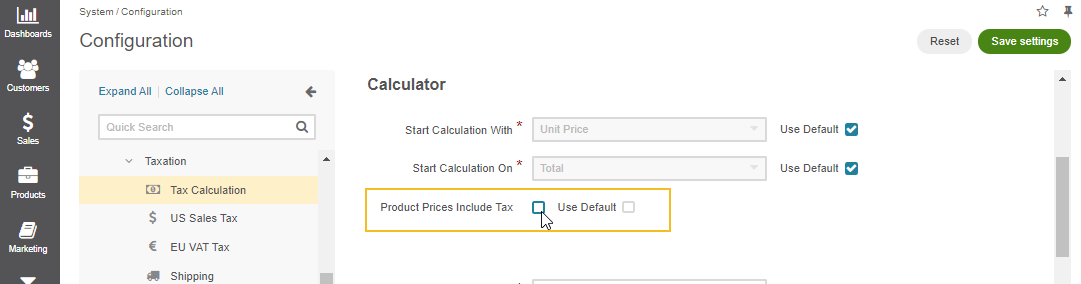 System / Configuration
Configuration
Reset
Save settings
Dashboards
Customers
Sales
Products
Marketing
Expand All
Collapse All
Quick Search
Taxation
Tax Calculation
US Sales Tax
EU VAT Tax
Shipping
Calculator
Start Calculation With *
Unit Price
Use Default
Start Calculation On *
Total
Use Default
Product Prices Include Tax
Use Default